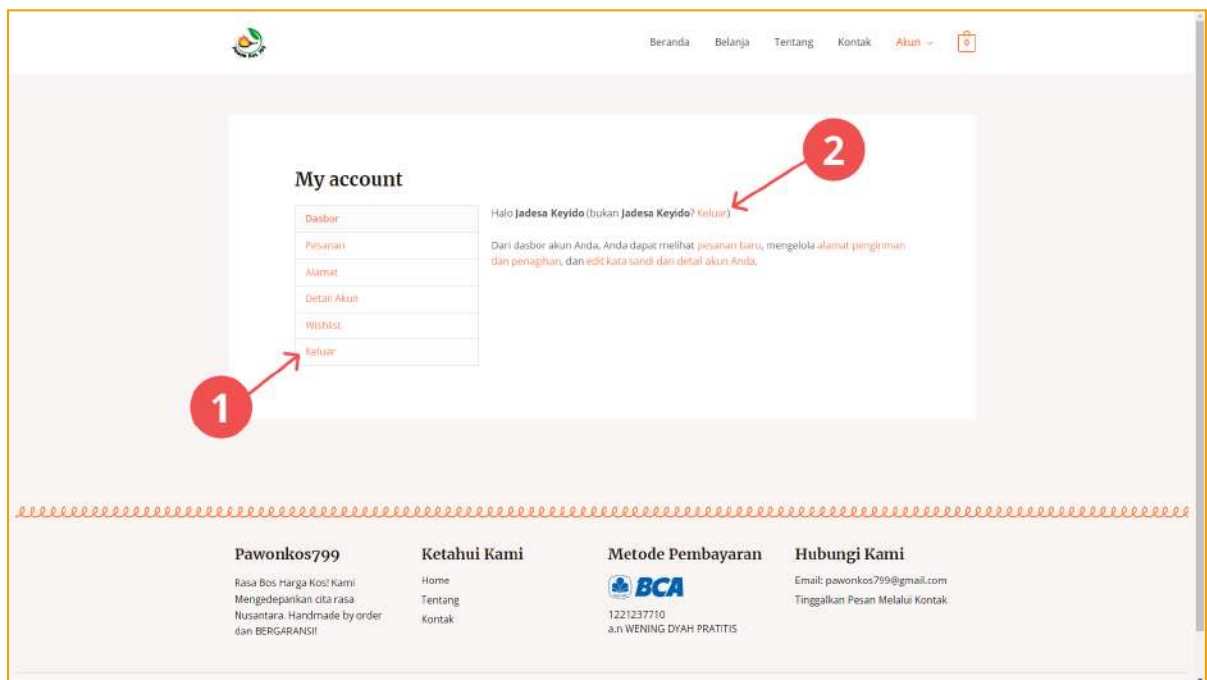 Beranda Belanja Tentang Kontak Akun 0
2
My account
Dasbor
Pesanan
Alamat
Detail Akun
Wishlist
Keluar
Halo Jadesa Keyido (bukan Jadesa Keyido? Keluar)
Dari dasbor akun Anda, Anda dapat melihat pesanan baru, mengelola alamat pengiriman
dan penagihan, dan edit kata sandi dan detail akun Anda.
1
Pawonkos799
Rasa Bos Harga Kos! Kami
Mengedepankan cita rasa
Nusantara. Handmade by order
dan BERGARANSI!!
Ketahui Kami
Home
Tentang
Kontak
Metode Pembayaran
BCA
1221237710
a.n WENING DYAH PRATITIS
Hubungi Kami
Email: pawonkos799@gmail.com
Tinggalkan Pesan Melalui Kontak